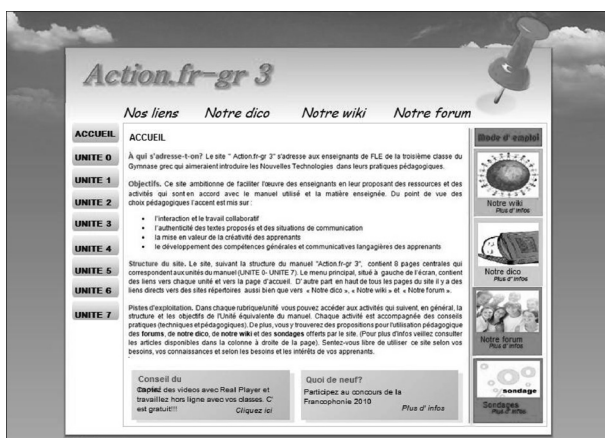 Action.fr-gr 3
Nos liens Notre dico Notre wiki Notre forum
ACCUEIL
UNITE 0
UNITE 1
UNITE 2
UNITE 3
UNITE 4
UNITE 5
UNITE 6
UNITE 7
ACCUEIL
À qui s'adresse-t-on? Le site " Action.fr-gr 3" s'adresse aux enseignants de FLE de la troisième classe du
Gymnase grec qui aimeraient introduire les Nouvelles Technologies dans leurs pratiques pédagogiques.
Objectifs. Ce site ambitionne de faciliter l'œuvre des enseignants en leur proposant des ressources et des
activités qui sont en accord avec le manuel utilisé et la matière enseignée. Du point de vue des
choix pédagogiques l'accent est mis sur :
• l'interaction et le travail collaboratif
• l'authenticité des textes proposés et des situations de communication
• la mise en valeur de la créativité des apprenants
• le développement des compétences générales et communicatives langagières des apprenants
Structure du site. Le site, suivant la structure du manuel "Action.fr-gr 3", contient 8 pages centrales qui
correspondent aux unités du manuel (UNITE 0- UNITE 7). Le menu principal, situé à gauche de l'écran, contient
des liens vers chaque unité et vers la page d'accueil. D' autre part en haut de tous les pages du site il y a des
liens directs vers des sites répertoires aussi bien que vers « Notre dico », « Notre wiki » et « Notre forum ».
Pistes d'exploitation. Dans chaque rubrique/unité vous pouvez accéder aux activités qui suivent, en général, la
structure et les objectifs de l'Unité équivalente du manuel. Chaque activité est accompagnée des conseils
pratiques (techniques et pédagogiques). De plus, vous y trouverez des propositions pour l'utilisation pédagogique
des forums, de notre dico, de notre wiki et des sondages offerts par le site. (Pour plus d'infos veillez consulter
les articles disponibles dans la colonne à droite de la page). Sentez-vous libre de utiliser ce site selon vos
besoins, vos connaissances et selon les besoins et les intérêts de vos apprenants.
Conseil du
Copiez des videos avec Real Player et
travaillez hors ligne avec vos classes. C'
est gratuit!!! Cliquez ici
Quoi de neuf?
Participez au concours de la
Francophonie 2010
Plus d' infos
Mode d' emploi
Notre wiki
Plus d' infos
Notre dico
Plus d' infos
Notre forum
Plus d' infos
sondage
Sondages
Plus d' infos